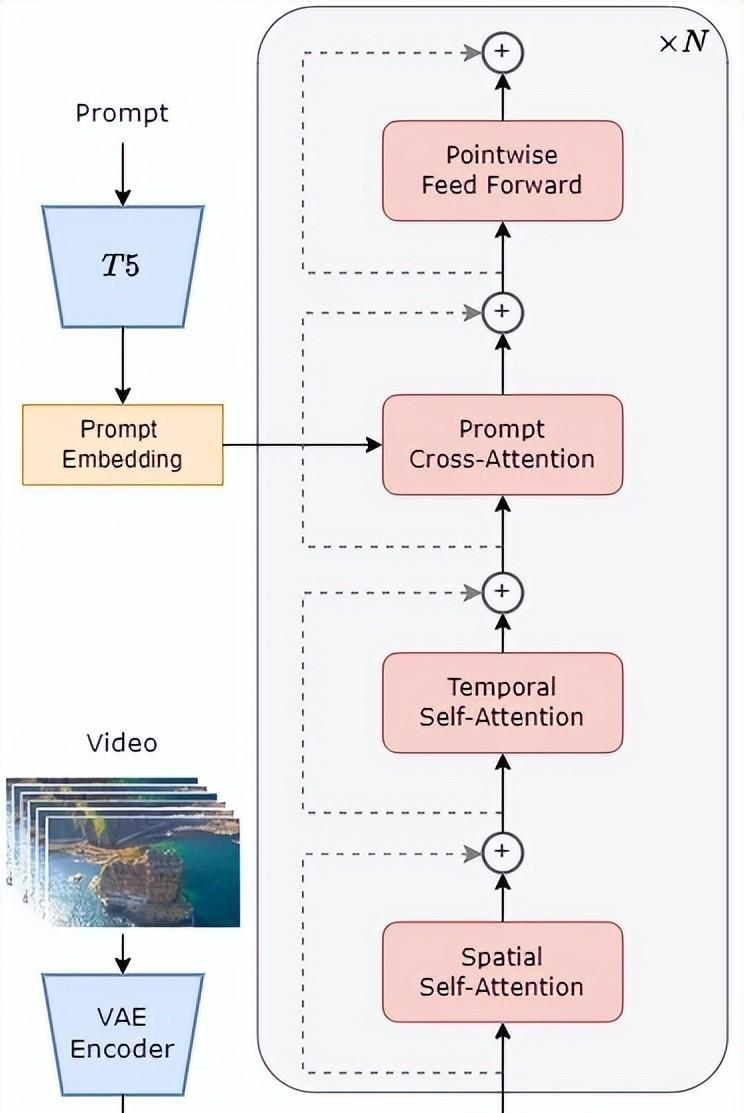 ×N
Prompt
T5
Prompt
Embedding
Video
VAE
Encoder
+
Pointwise
Feed Forward
+
Prompt
Cross-Attention
+
Temporal
Self-Attention
+
Spatial
Self-Attention